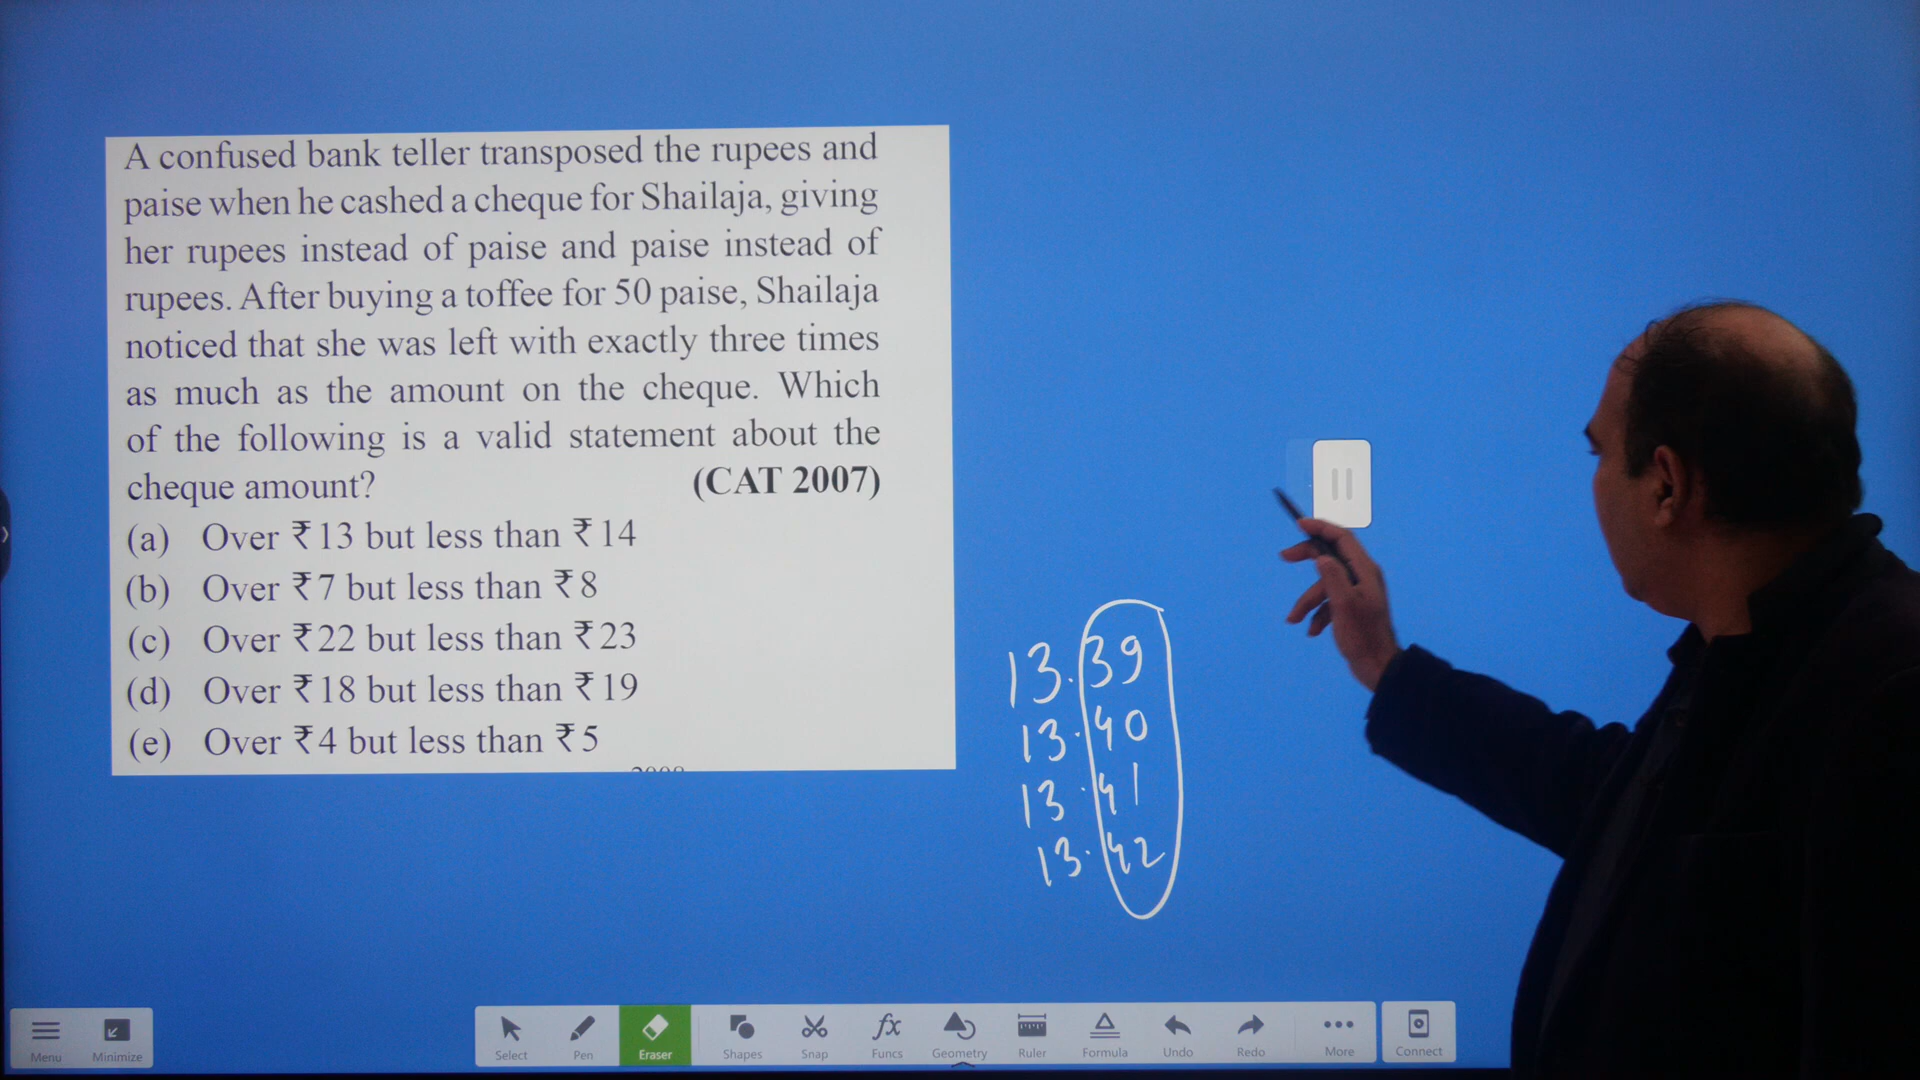 A confused bank teller transposed the rupees and
paise when he cashed a cheque for Shailaja, giving
her rupees instead of paise and paise instead of
rupees. After buying a toffee for 50 paise, Shailaja
noticed that she was left with exactly three times
as much as the amount on the cheque. Which
of the following is a valid statement about the
cheque amount? (CAT 2007)
(a) Over ₹ 13 but less than ₹ 14
(b) Over ₹ 7 but less than ₹ 8
(c) Over ₹ 22 but less than ₹ 23
(d) Over ₹ 18 but less than ₹ 19
(e) Over ₹ 4 but less than ₹ 5
13.39
13.40
13.41
13.42
Menu Minimize Select Pen Eraser Shapes Snap fx Funcs Geometry Ruler Formula Undo Redo More Connect